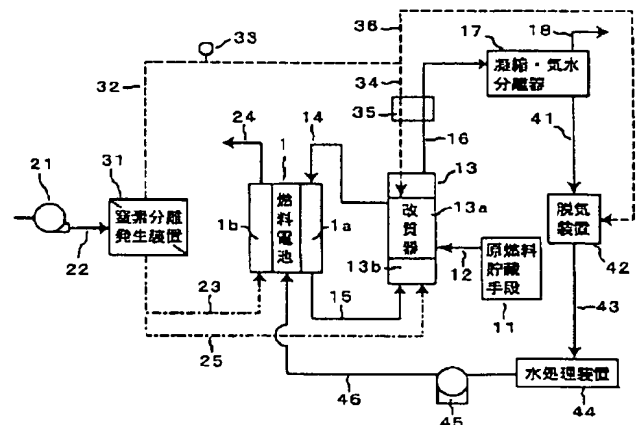 36
33
17
18
凝縮・気水
分離器
32
34
35
14
16
41
24
1
13
21
31
窒素分離
発生装置
22
1b
燃料電池
1a
改質器
13a
13b
12
原燃料
貯蔵
手段
11
脱気
装置
42
23
15
25
43
46
45
水処理装置
44